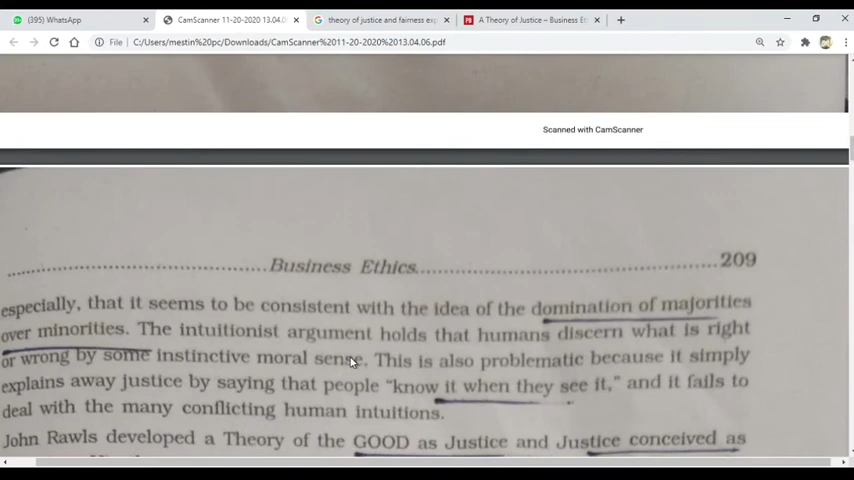 (395) WhatsApp
CamScanner 11-20-2020 13.04.0
theory of justice and fairness exp
A Theory of Justice – Business Et
File
C:/Users/mestin%20pc/Downloads/CamScanner%2011-20-2020%2013.04.06.pdf
Scanned with CamScanner
Business Ethics 209
especially, that it seems to be consistent with the idea of the domination of majorities
over minorities. The intuitionist argument holds that humans discern what is right
or wrong by some instinctive moral sense. This is also problematic because it simply
explains away justice by saying that people "know it when they see it," and it fails to
deal with the many conflicting human intuitions.
John Rawls developed a Theory of the GOOD as Justice and Justice conceived as